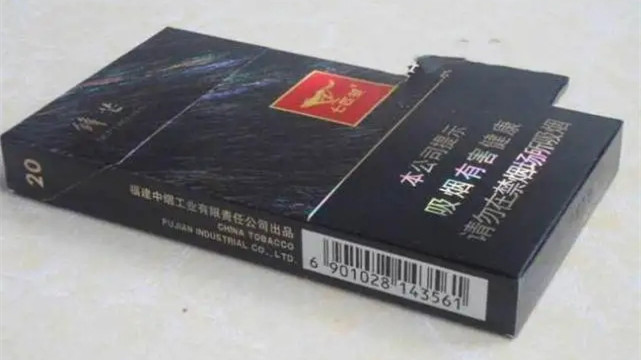 七匹狼
锋芒
20
本公司提示
吸烟有害健康
请勿在禁烟场所吸烟
福建中烟工业有限责任公司出品
CHINA TOBACCO
FUJIAN INDUSTRIAL CO.,LTD.
6 901028 143561